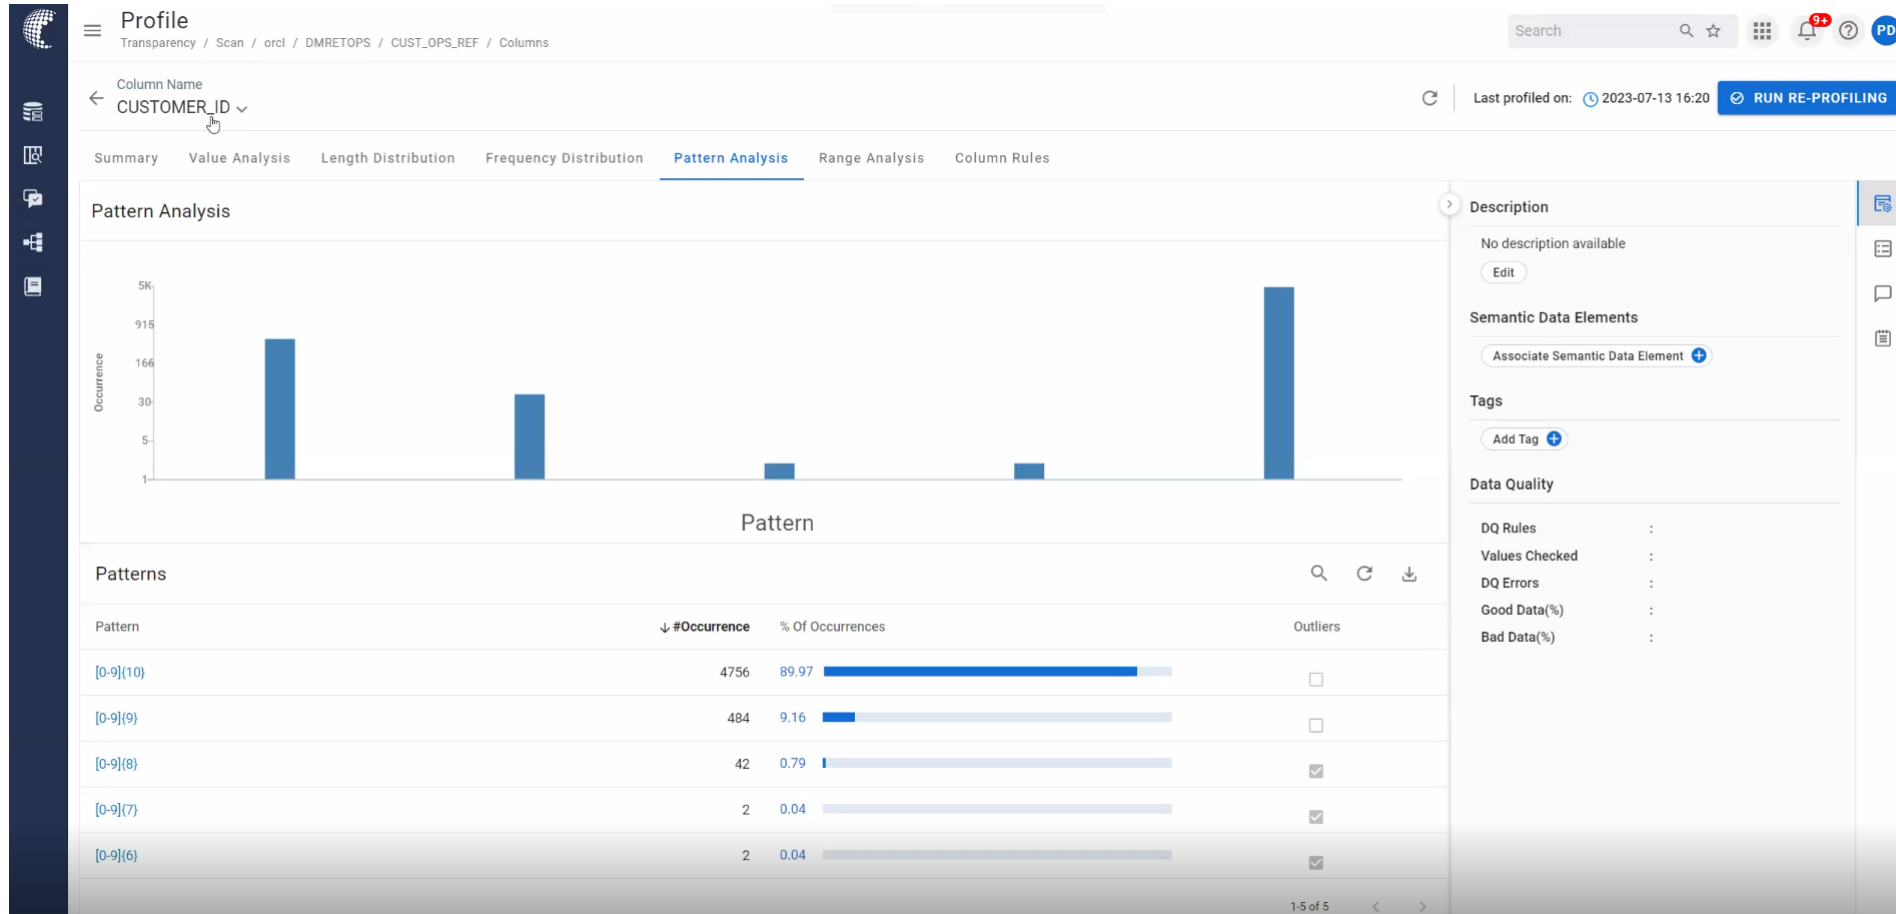 Profile
Transparency / Scan / orcl / DMRETOPS / CUST_OPS_REF / Columns
Search
9+
PD
Column Name
CUSTOMER_ID
Last profiled on: 2023-07-13 16:20
RUN RE-PROFILING
Summary Value Analysis Length Distribution Frequency Distribution Pattern Analysis Range Analysis Column Rules
Pattern Analysis
5K
915
166
30
5
1
Occurrence
Pattern
Patterns
Pattern #Occurrence % Of Occurrences Outliers
[0-9]{10} 4756 89.97
[0-9]{9} 484 9.16
[0-9]{8} 42 0.79
[0-9]{7} 2 0.04
[0-9]{6} 2 0.04
1-5 of 5
Description
No description available
Edit
Semantic Data Elements
Associate Semantic Data Element
Tags
Add Tag
Data Quality
DQ Rules :
Values Checked :
DQ Errors :
Good Data(%) :
Bad Data(%) :